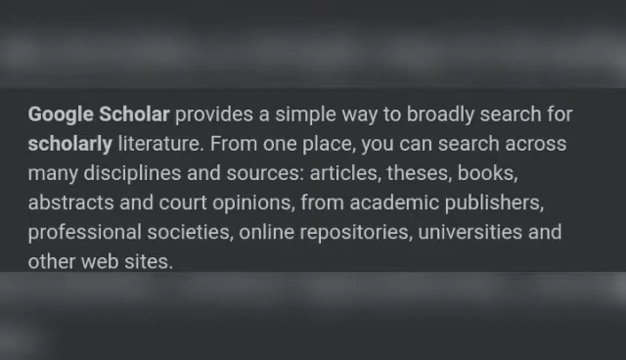 Google Scholar provides a simple way to broadly search for
scholarly literature. From one place, you can search across
many disciplines and sources: articles, theses, books,
abstracts and court opinions, from academic publishers,
professional societies, online repositories, universities and
other web sites.